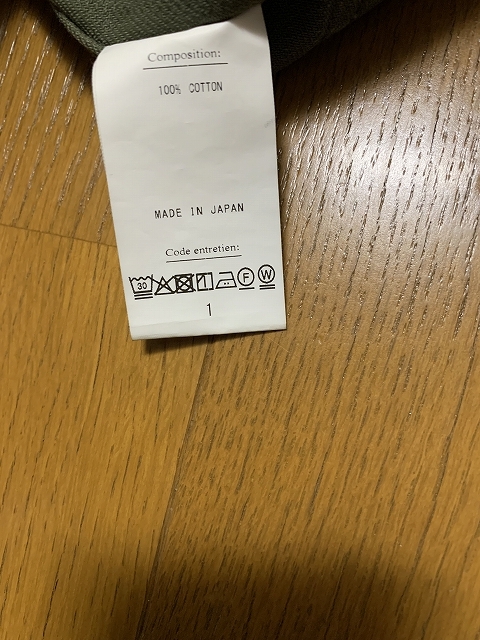 Composition:
100% COTTON
MADE IN JAPAN
Code entretien:
30 F W
1